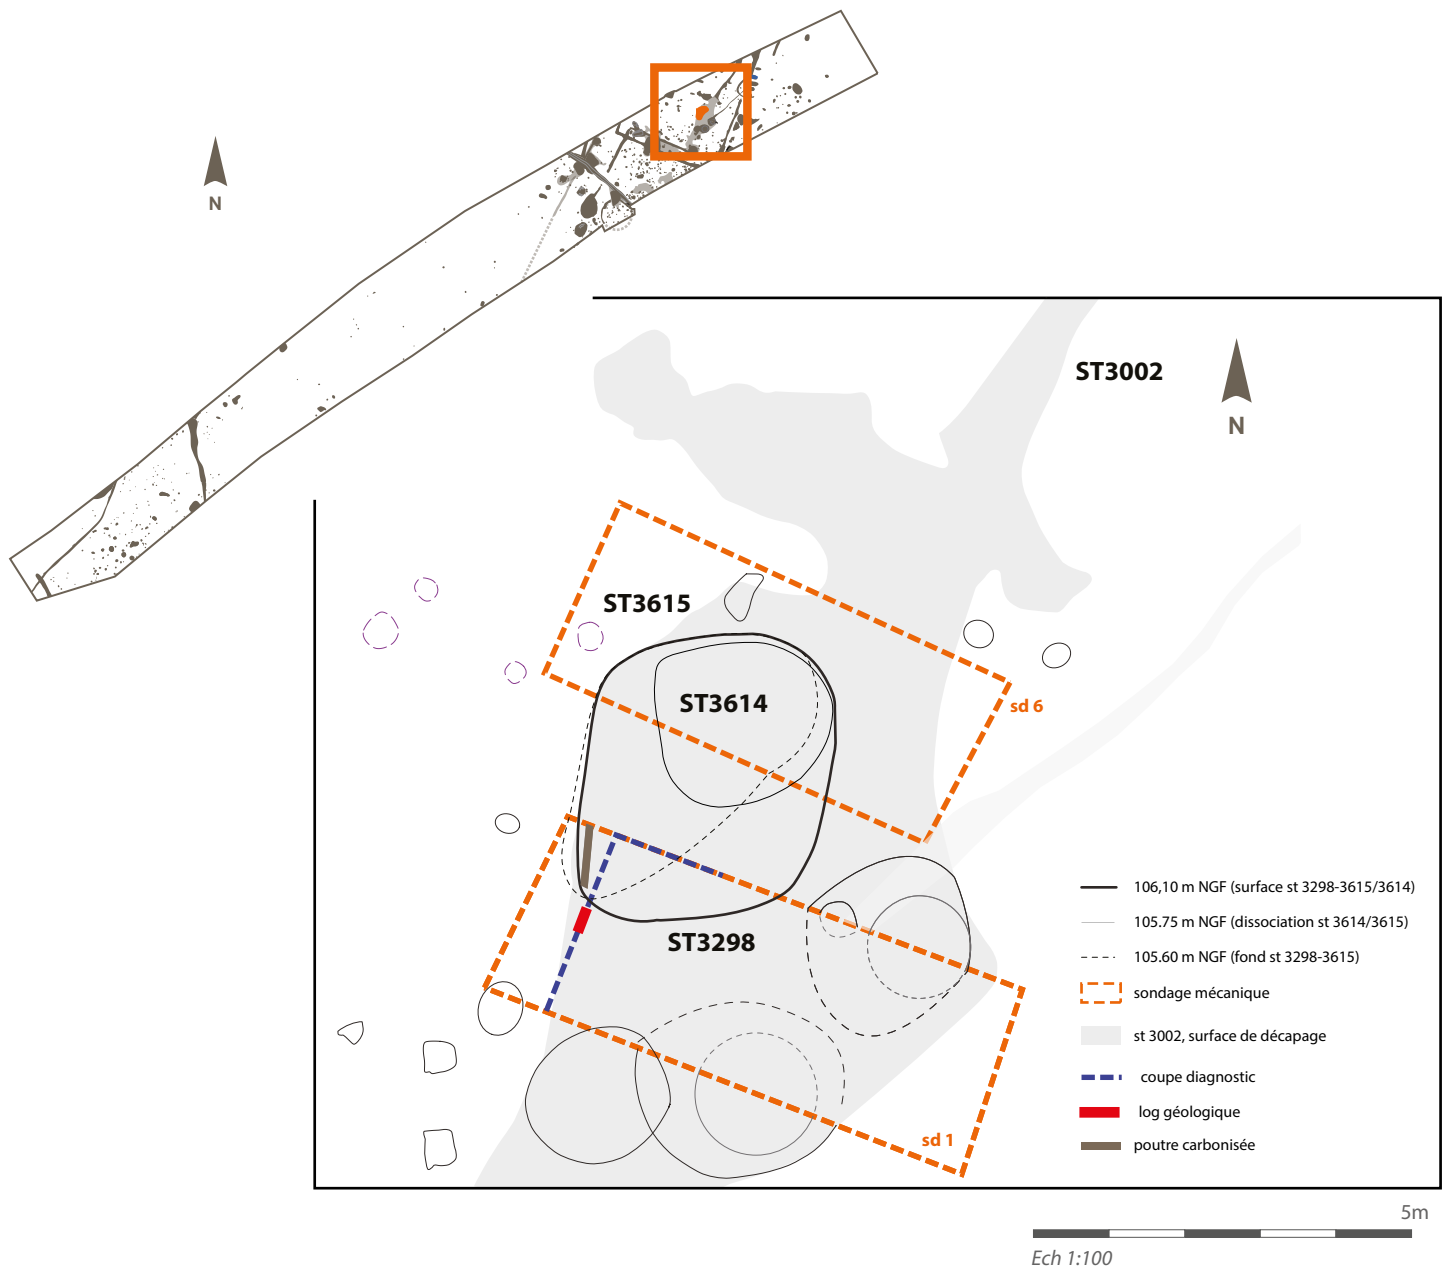 N
ST3002
N
ST3615
ST3614
sd 6
ST3298
sd 1
106,10 m NGF (surface st 3298-3615/3614)
105.75 m NGF (dissociation st 3614/3615)
105.60 m NGF (fond st 3298-3615)
sondage mécanique
st 3002, surface de décapage
coupe diagnostic
log géologique
poutre carbonisée
5m
Ech 1:100